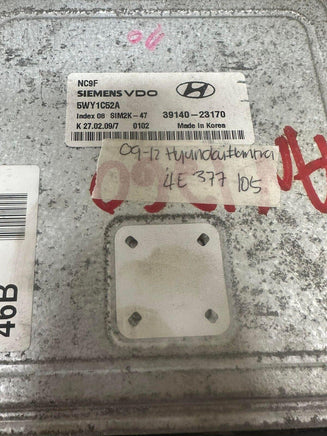 NC9F
SIEMENS VDO HYUNDAI
5WY1C52A
Index 08 SIM2K-47 39140-23170
K 27.02.09/7 0102 Made in Korea
09-12 Hyundai Elantra
4E 377 105
46B